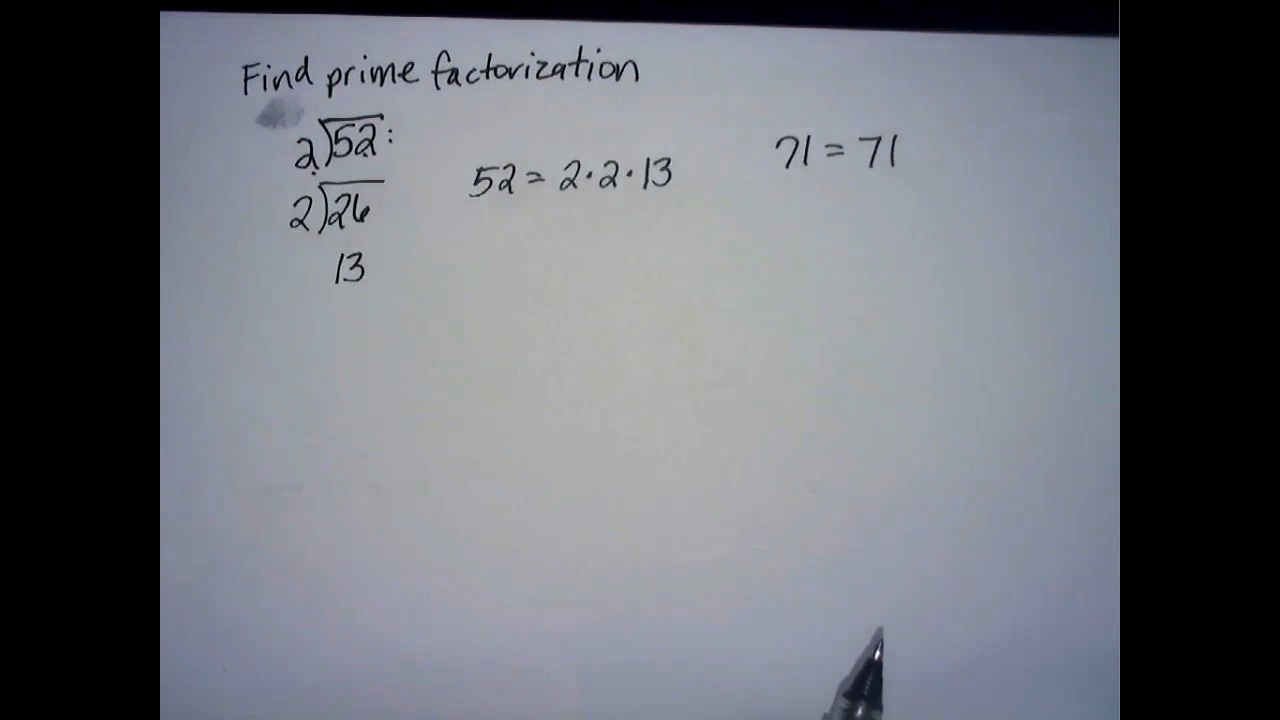 Find prime factorization
2)52:
2)26
13
52 = 2·2·13
71 = 71